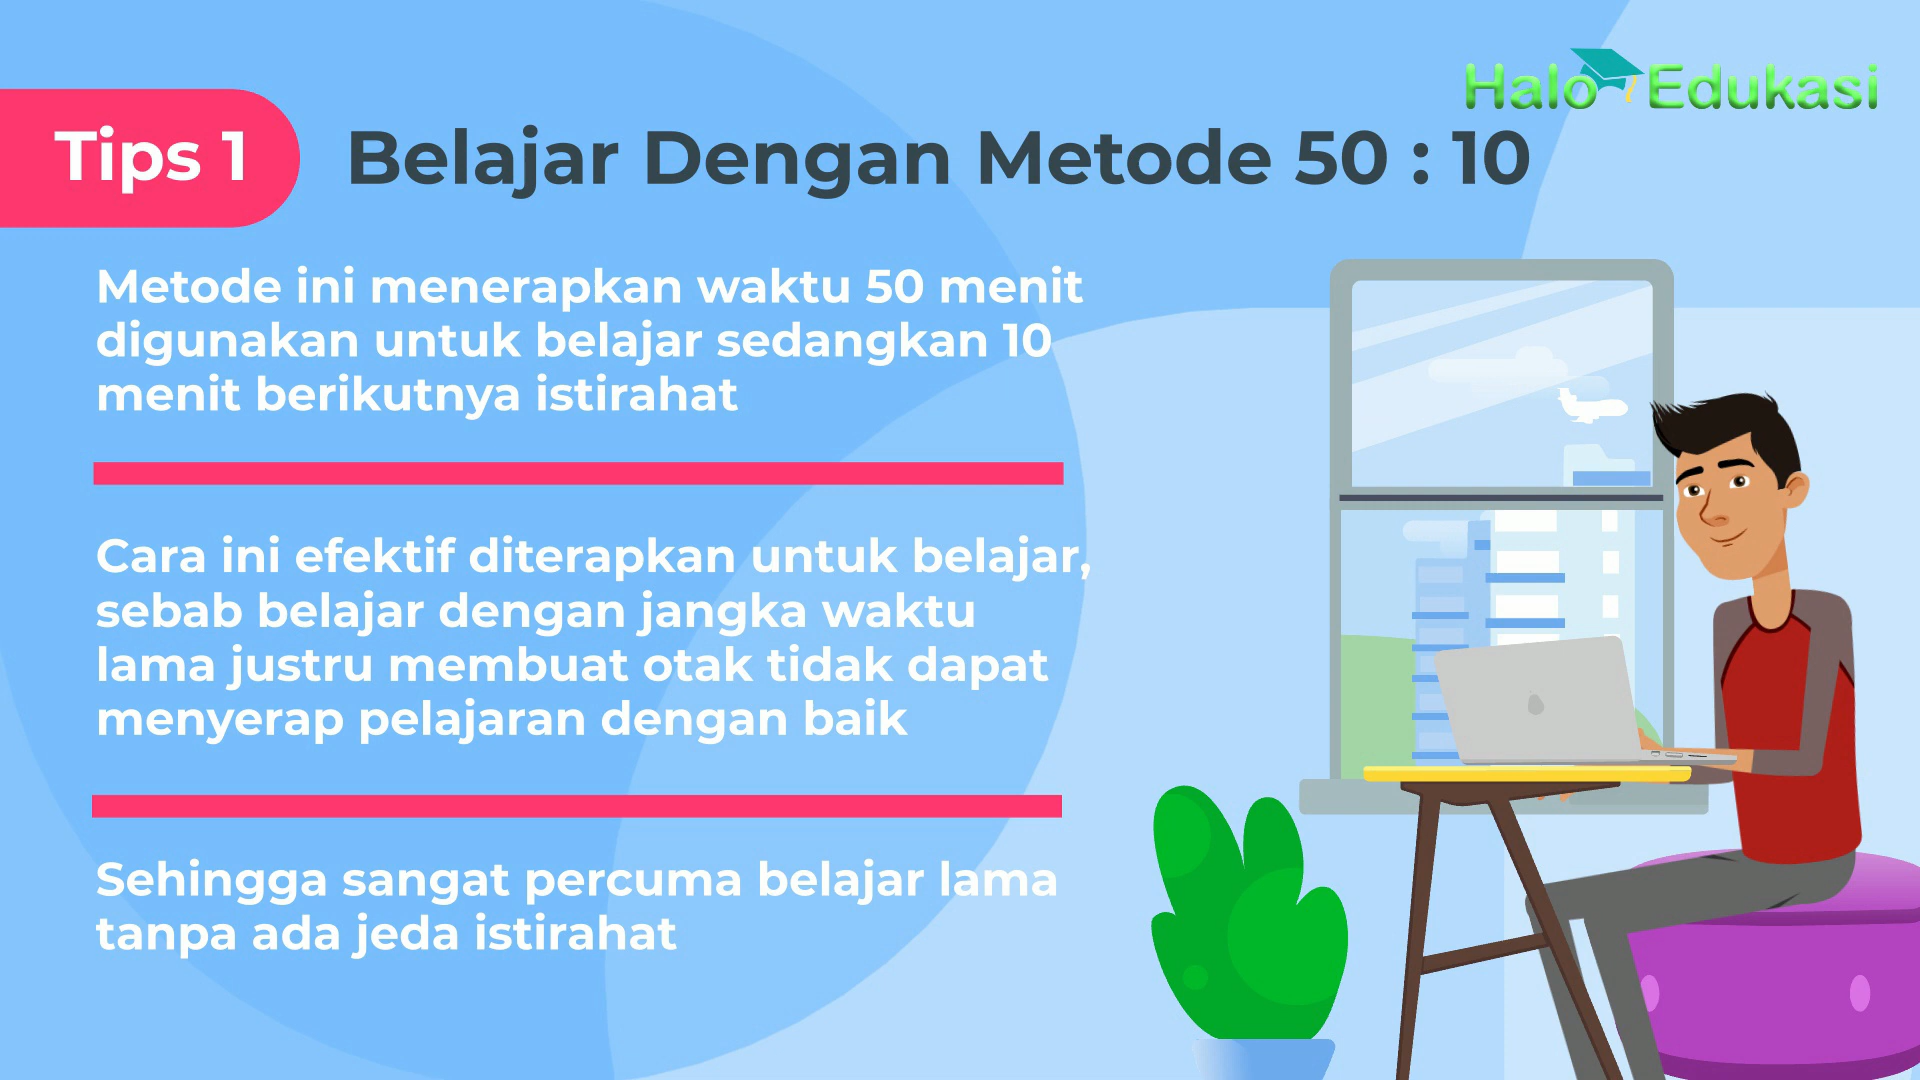 Halo Edukasi
Tips 1
Belajar Dengan Metode 50 : 10
Metode ini menerapkan waktu 50 menit
digunakan untuk belajar sedangkan 10
menit berikutnya istirahat
Cara ini efektif diterapkan untuk belajar,
sebab belajar dengan jangka waktu
lama justru membuat otak tidak dapat
menyerap pelajaran dengan baik
Sehingga sangat percuma belajar lama
tanpa ada jeda istirahat